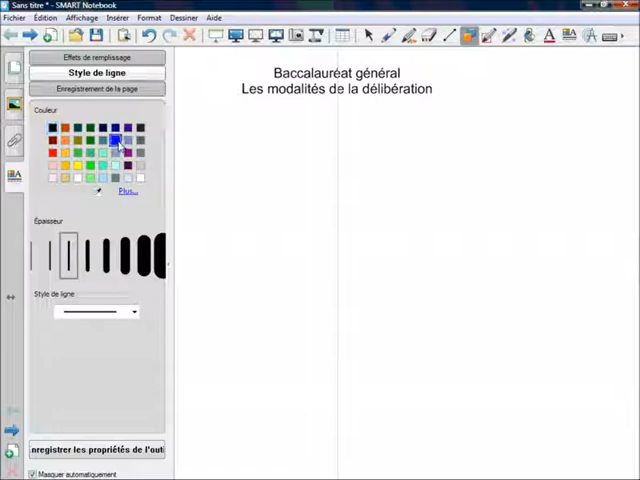 Sans titre * - SMART Notebook
Fichier Édition Affichage Insérer Format Dessiner Aide
Effets de remplissage
Style de ligne
Enregistrement de la page
Baccalauréat général
Les modalités de la délibération
Couleur
Plus...
Épaisseur
Style de ligne
nregistrer les propriétés de l'outi
Masquer automatiquement